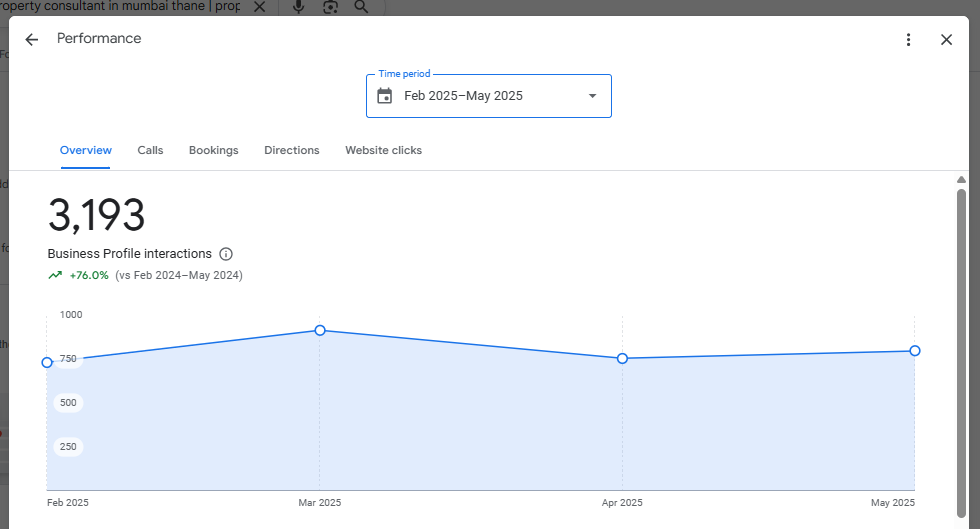 roperty consultant in mumbai thane | prop
Performance
Time period
Feb 2025–May 2025
Overview Calls Bookings Directions Website clicks
3,193
Business Profile interactions
+76.0% (vs Feb 2024–May 2024)
1000
750
500
250
Feb 2025 Mar 2025 Apr 2025 May 2025